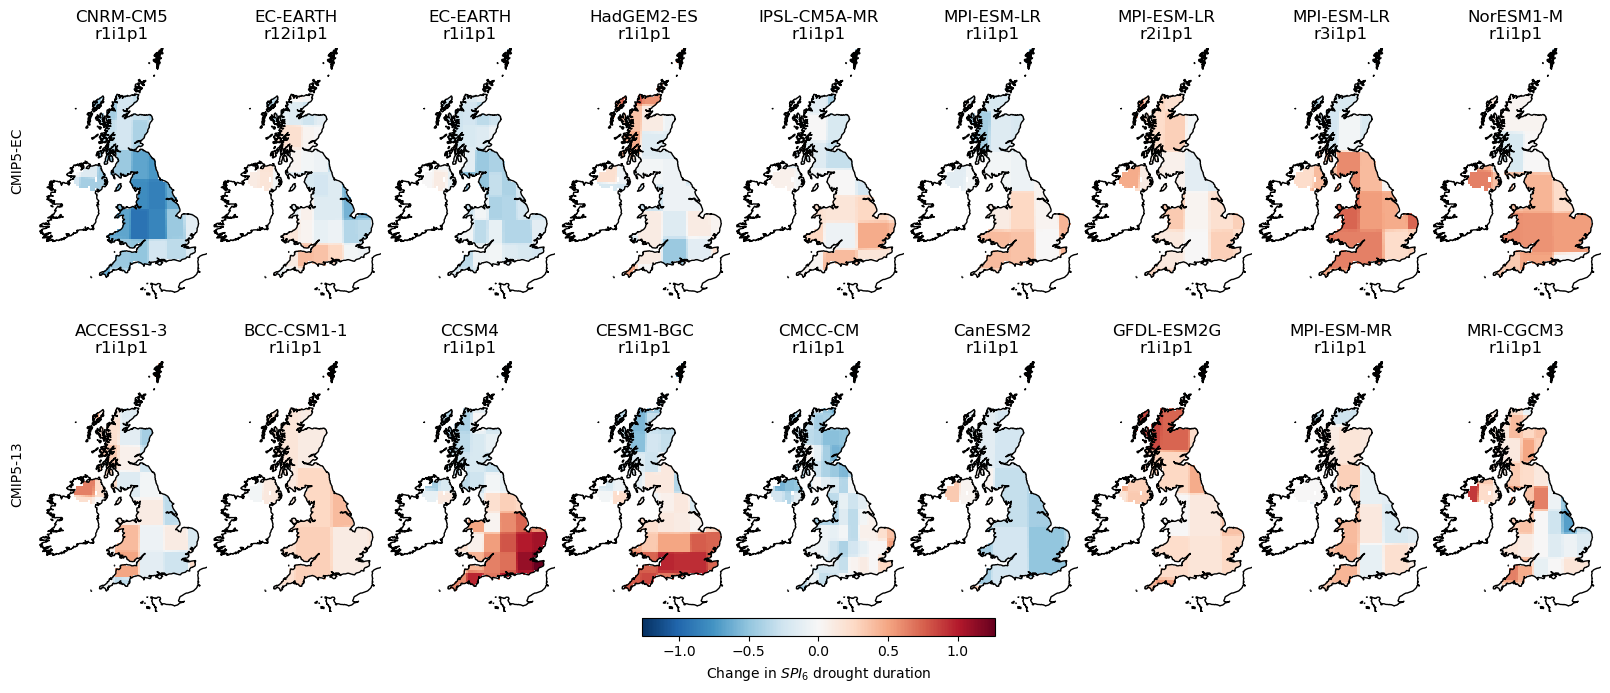 CNRM-CM5 EC-EARTH EC-EARTH HadGEM2-ES IPSL-CM5A-MR MPI-ESM-LR MPI-ESM-LR MPI-ESM-LR NorESM1-M
r1i1p1 r12i1p1 r1i1p1 r1i1p1 r1i1p1 r1i1p1 r2i1p1 r3i1p1 r1i1p1
CMIP5-EC
ACCESS1-3 BCC-CSM1-1 CCSM4 CESM1-BGC CMCC-CM CanESM2 GFDL-ESM2G MPI-ESM-MR MRI-CGCM3
r1i1p1 r1i1p1 r1i1p1 r1i1p1 r1i1p1 r1i1p1 r1i1p1 r1i1p1 r1i1p1
CMIP5-13
−1.0 −0.5 0.0 0.5 1.0
Change in SPI₆ drought duration